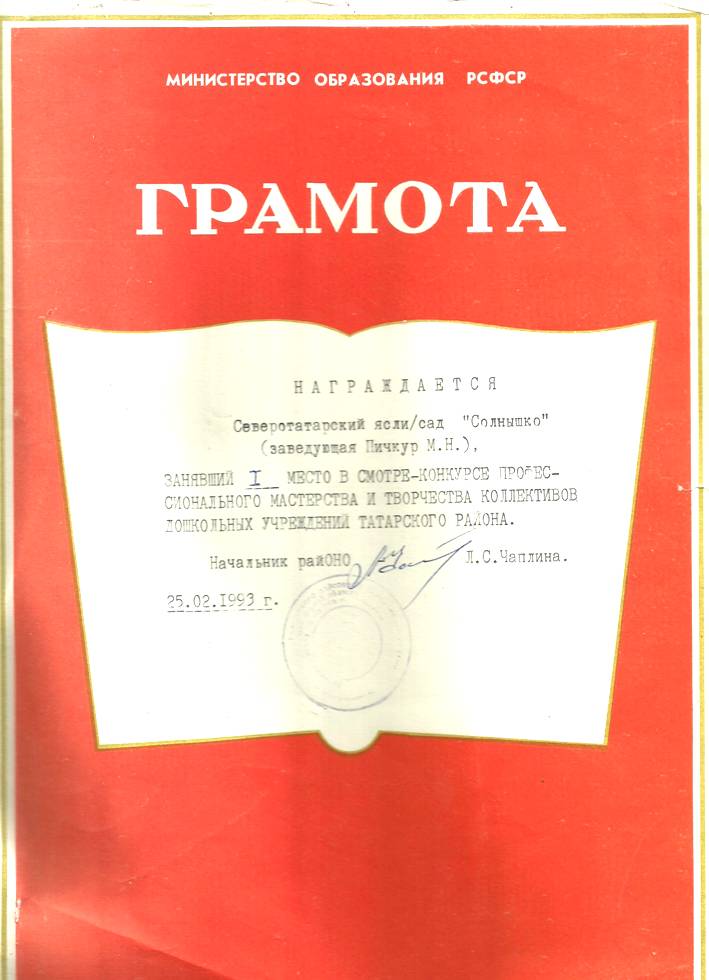 МИНИСТЕРСТВО ОБРАЗОВАНИЯ РСФСР
ГРАМОТА
НАГРАЖДАЕТСЯ
Северотатарский ясли/сад "Солнышко"
(заведующая Пичкур М.Н.),
ЗАНЯВШИЙ I МЕСТО В СМОТРЕ-КОНКУРСЕ ПРОФЕС-
СИОНАЛЬНОГО МАСТЕРСТВА И ТВОРЧЕСТВА КОЛЛЕКТИВОВ
ДОШКОЛЬНЫХ УЧРЕЖДЕНИЙ ТАТАРСКОГО РАЙОНА.
Начальник райОНО Л.С.Чаплина.
25.02.1993 г.